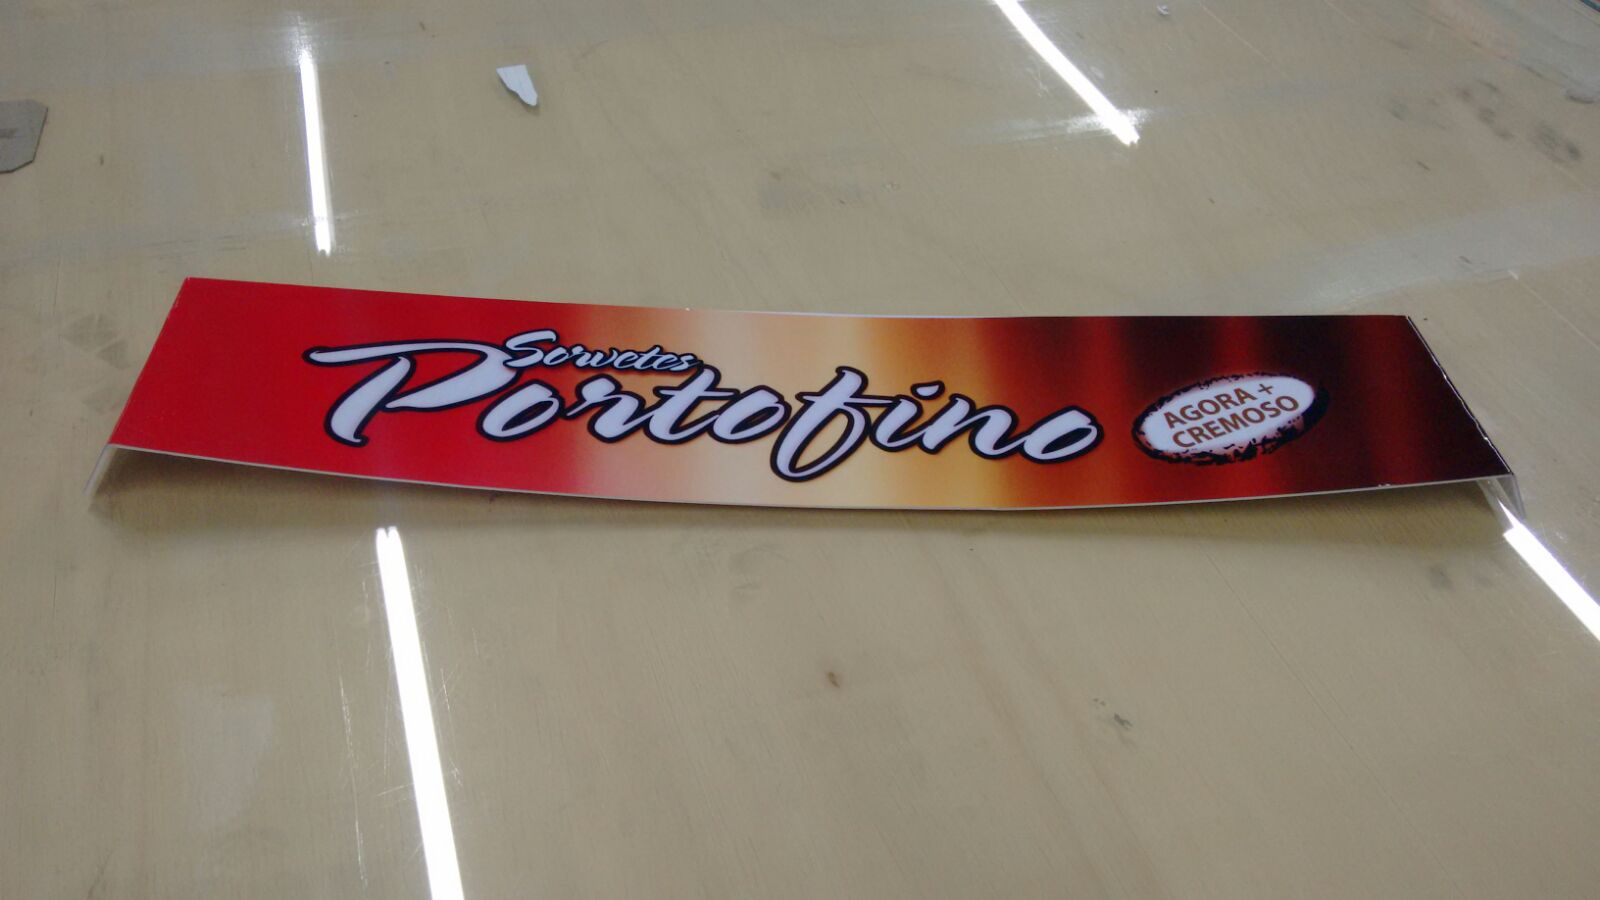 Sorvetes
Portofino
AGORA +
CREMOSO